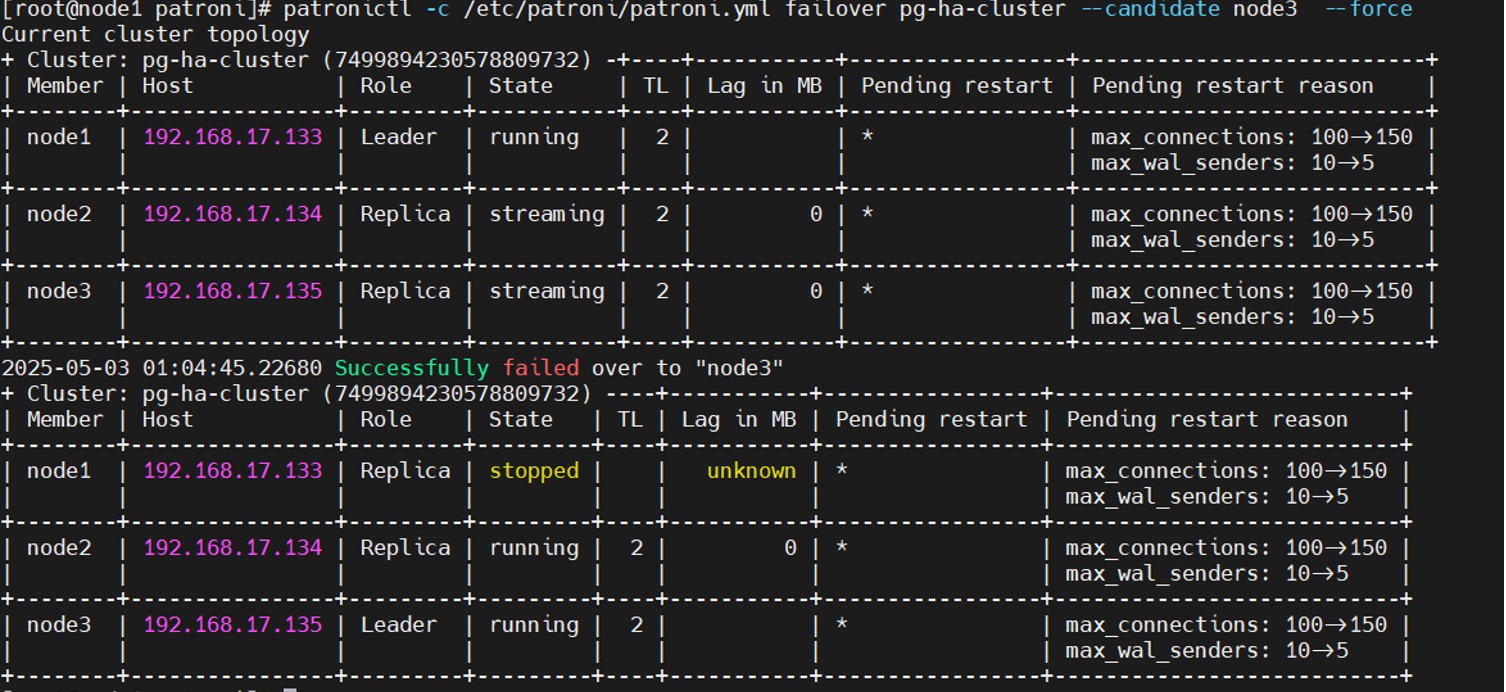 [root@node1 patroni]# patronictl -c /etc/patroni/patroni.yml failover pg-ha-cluster --candidate node3  --force
Current cluster topology
+ Cluster: pg-ha-cluster (7499894230578809732) -+----+-----------+-----------------+------------------------------+
| Member | Host           | Role    | State     | TL | Lag in MB | Pending restart | Pending restart reason       |
+--------+----------------+---------+-----------+----+-----------+-----------------+------------------------------+
| node1  | 192.168.17.133 | Leader  | running   |  2 |           | *               | max_connections: 100->150 |
|        |                |         |           |    |           |                 | max_wal_senders: 10->5    |
+--------+----------------+---------+-----------+----+-----------+-----------------+------------------------------+
| node2  | 192.168.17.134 | Replica | streaming |  2 |         0 | *               | max_connections: 100->150 |
|        |                |         |           |    |           |                 | max_wal_senders: 10->5    |
+--------+----------------+---------+-----------+----+-----------+-----------------+------------------------------+
| node3  | 192.168.17.135 | Replica | streaming |  2 |         0 | *               | max_connections: 100->150 |
|        |                |         |           |    |           |                 | max_wal_senders: 10->5    |
+--------+----------------+---------+-----------+----+-----------+-----------------+------------------------------+
2025-05-03 01:04:45.22680 Successfully failed over to "node3"
+ Cluster: pg-ha-cluster (7499894230578809732) ----+-----------+-----------------+---------------------------+
| Member | Host           | Role    | State   | TL | Lag in MB | Pending restart | Pending restart reason    |
+--------+----------------+---------+---------+----+-----------+-----------------+---------------------------+
| node1  | 192.168.17.133 | Replica | stopped |    |   unknown | *               | max_connections: 100->150 |
|        |                |         |         |    |           |                 | max_wal_senders: 10->5    |
+--------+----------------+---------+---------+----+-----------+-----------------+---------------------------+
| node2  | 192.168.17.134 | Replica | running |  2 |         0 | *               | max_connections: 100->150 |
|        |                |         |         |    |           |                 | max_wal_senders: 10->5    |
+--------+----------------+---------+---------+----+-----------+-----------------+---------------------------+
| node3  | 192.168.17.135 | Leader  | running |  2 |           | *               | max_connections: 100->150 |
|        |                |         |         |    |           |                 | max_wal_senders: 10->5    |
+--------+----------------+---------+---------+----+-----------+-----------------+---------------------------+